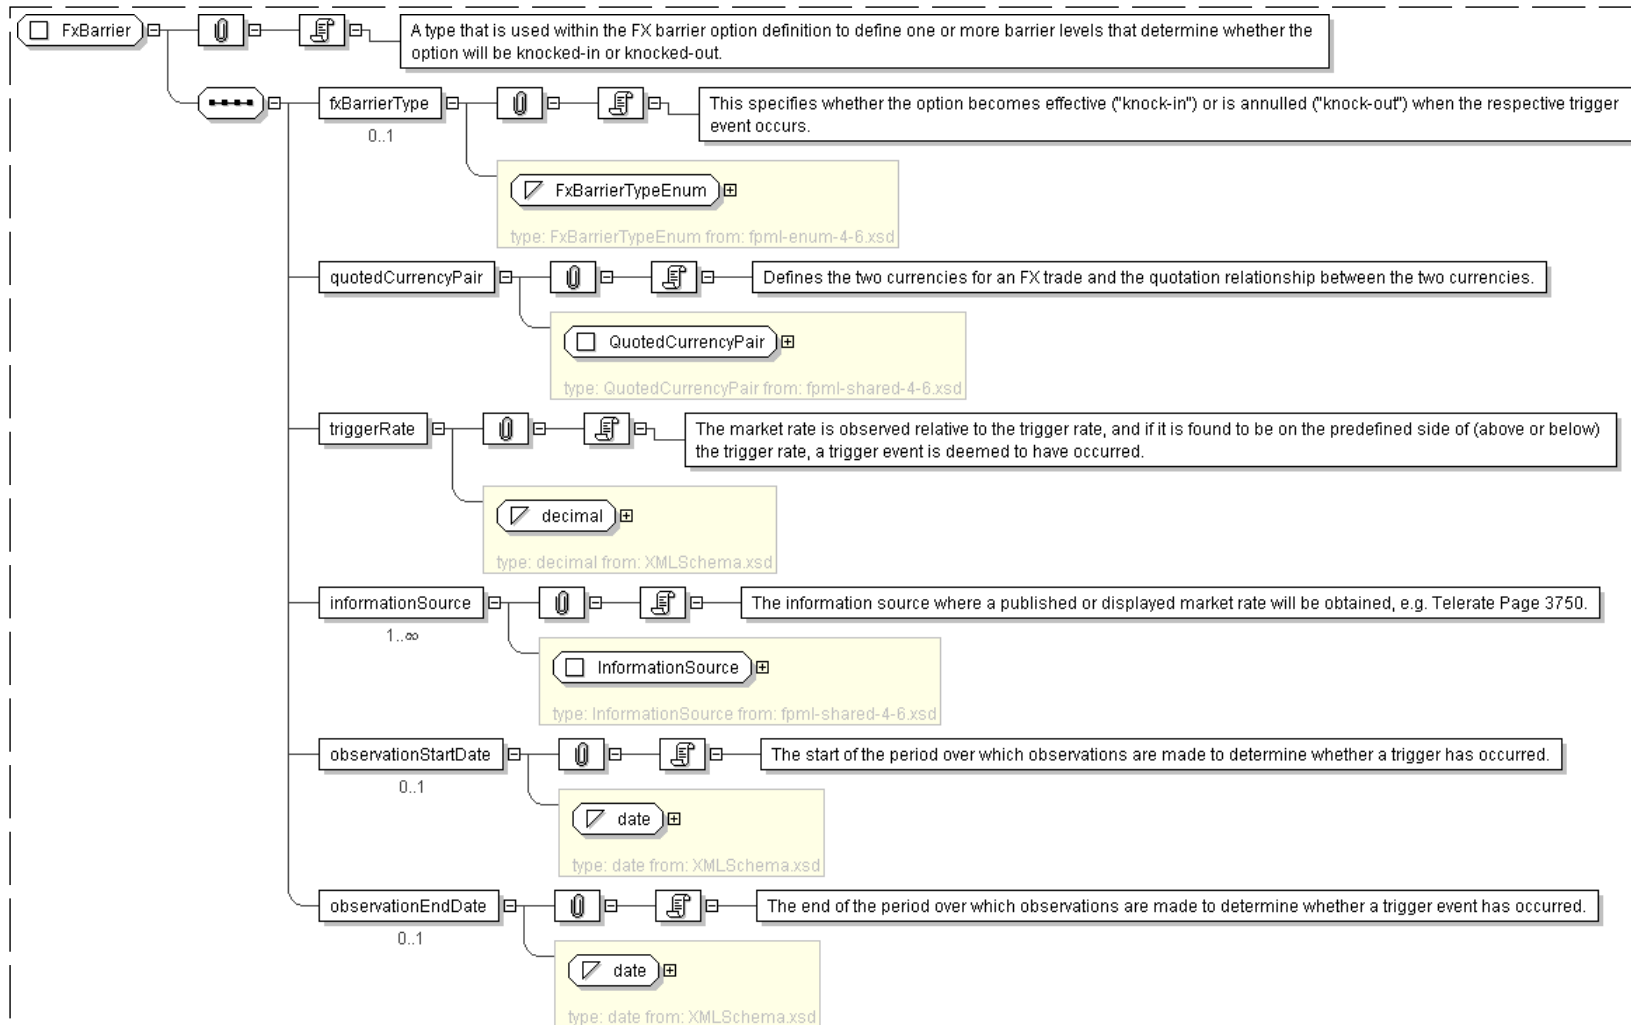 FxBarrier
A type that is used within the FX barrier option definition to define one or more barrier levels that determine whether the
option will be knocked-in or knocked-out.
fxBarrierType
0..1
This specifies whether the option becomes effective ("knock-in") or is annulled ("knock-out") when the respective trigger
event occurs.
FxBarrierTypeEnum
type: FxBarrierTypeEnum from: fpml-enum-4-6.xsd
quotedCurrencyPair
Defines the two currencies for an FX trade and the quotation relationship between the two currencies.
QuotedCurrencyPair
type: QuotedCurrencyPair from: fpml-shared-4-6.xsd
triggerRate
The market rate is observed relative to the trigger rate, and if it is found to be on the predefined side of (above or below)
the trigger rate, a trigger event is deemed to have occurred.
decimal
type: decimal from: XMLSchema.xsd
informationSource
1..∞
The information source where a published or displayed market rate will be obtained, e.g. Telerate Page 3750.
InformationSource
type: InformationSource from: fpml-shared-4-6.xsd
observationStartDate
0..1
The start of the period over which observations are made to determine whether a trigger has occurred.
date
type: date from: XMLSchema.xsd
observationEndDate
0..1
The end of the period over which observations are made to determine whether a trigger event has occurred.
date
type: date from: XMLSchema.xsd